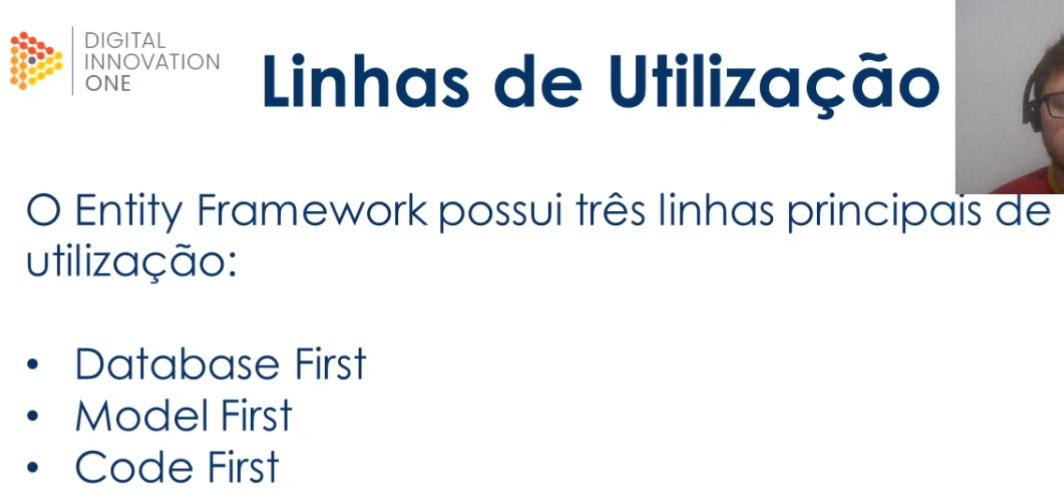 DIGITAL
INNOVATION
ONE
Linhas de Utilização
O Entity Framework possui três linhas principais de
utilização:
• Database First
• Model First
• Code First